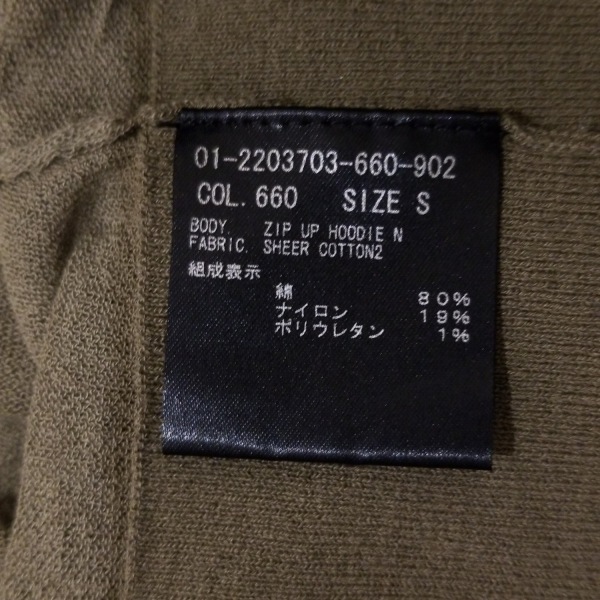 01-2203703-660-902
COL. 660 SIZE S
BODY. ZIP UP HOODIE N
FABRIC. SHEER COTTON2
組成表示
綿 80%
ナイロン 19%
ポリウレタン 1%